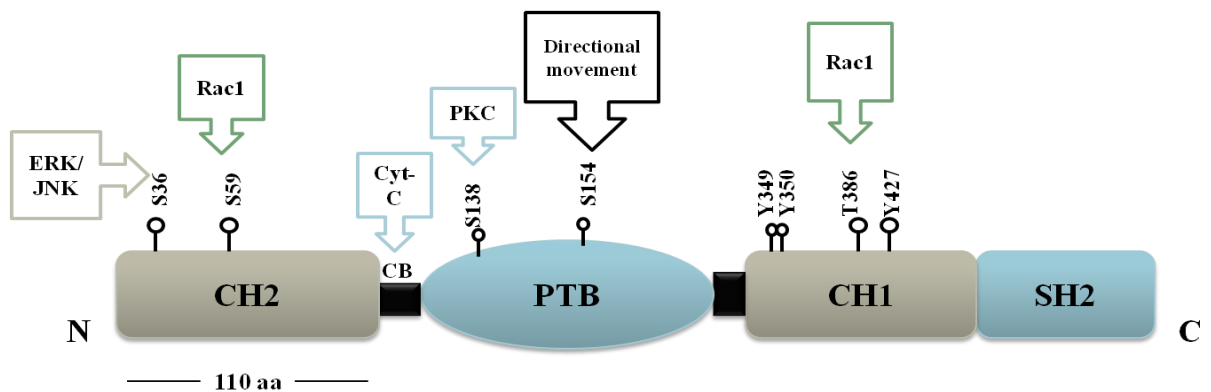 Directional
movement
Rac1
Rac1
PKC
ERK/
JNK
Cyt-
C
S36
S59
S138
S154
Y349
Y350
T386
Y427
CB
CH2
PTB
CH1
SH2
N
C
110 aa